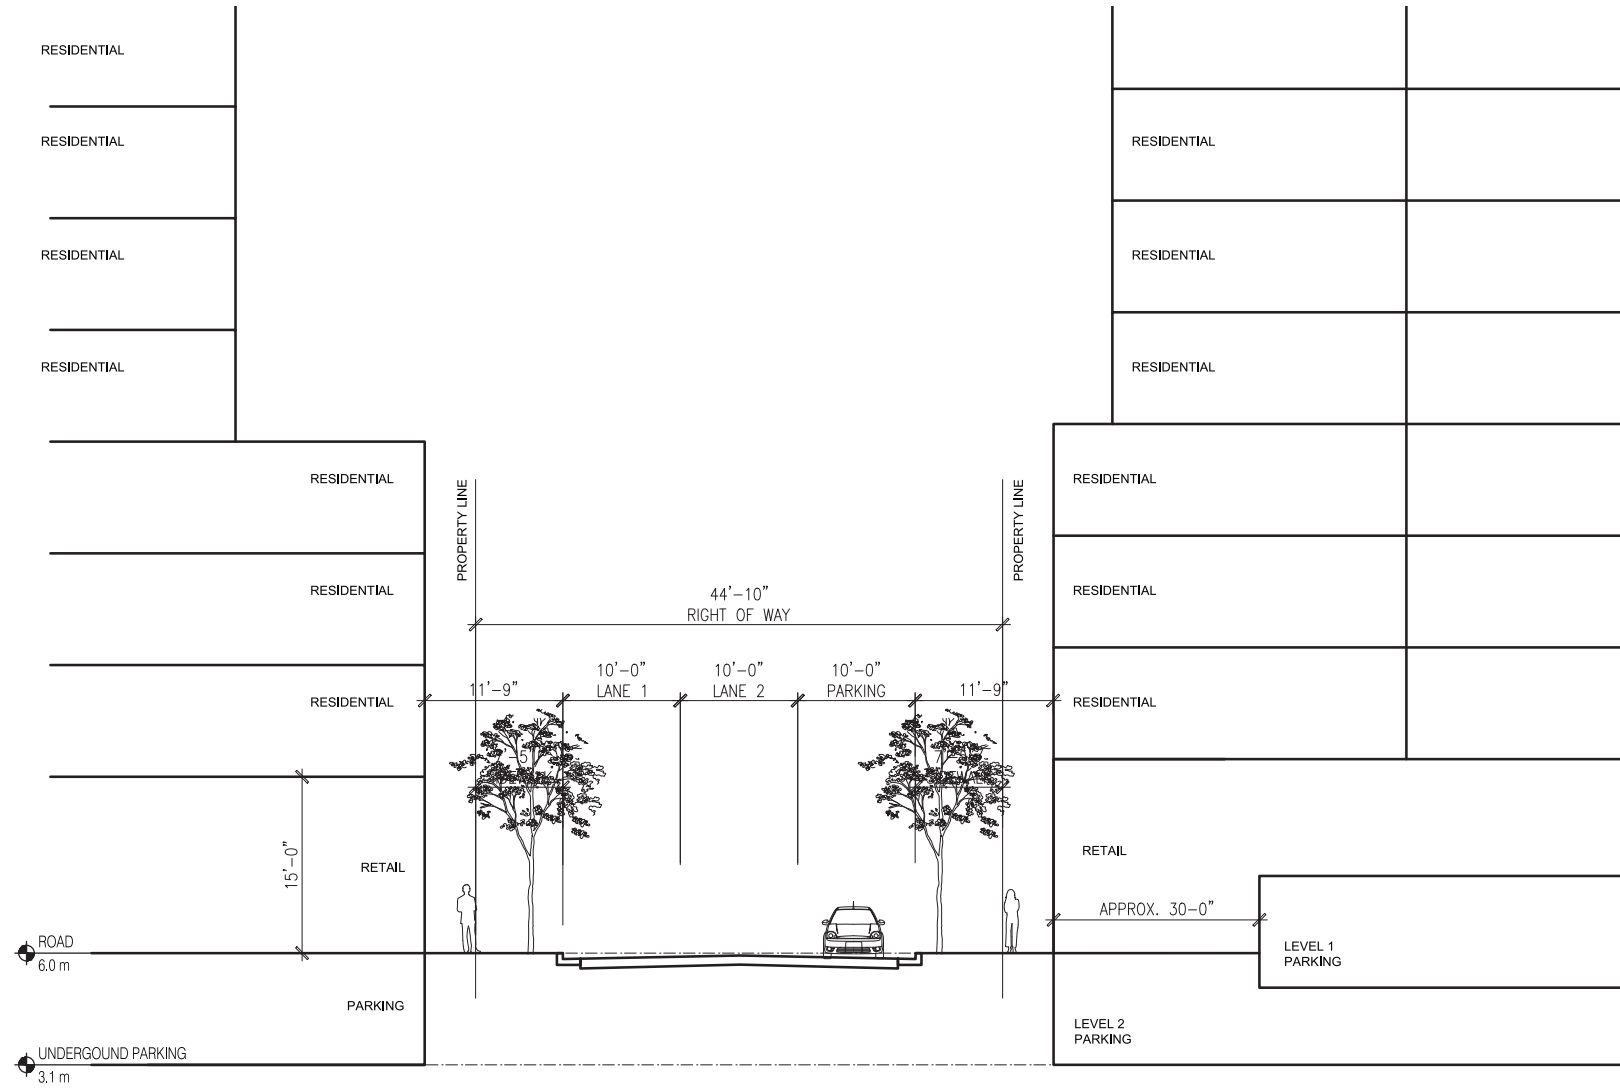 RESIDENTIAL
RESIDENTIAL
RESIDENTIAL
RESIDENTIAL
RESIDENTIAL
RESIDENTIAL
RESIDENTIAL
RESIDENTIAL
RESIDENTIAL
RESIDENTIAL
PROPERTY LINE
PROPERTY LINE
RESIDENTIAL
RESIDENTIAL
44'-10"
RIGHT OF WAY
11'-9"
10'-0"
LANE 1
10'-0"
LANE 2
10'-0"
PARKING
11'-9"
RESIDENTIAL
15'-0"
RETAIL
RETAIL
APPROX. 30-0"
ROAD
6.0 m
LEVEL 1
PARKING
PARKING
LEVEL 2
PARKING
UNDERGOUND PARKING
3.1 m